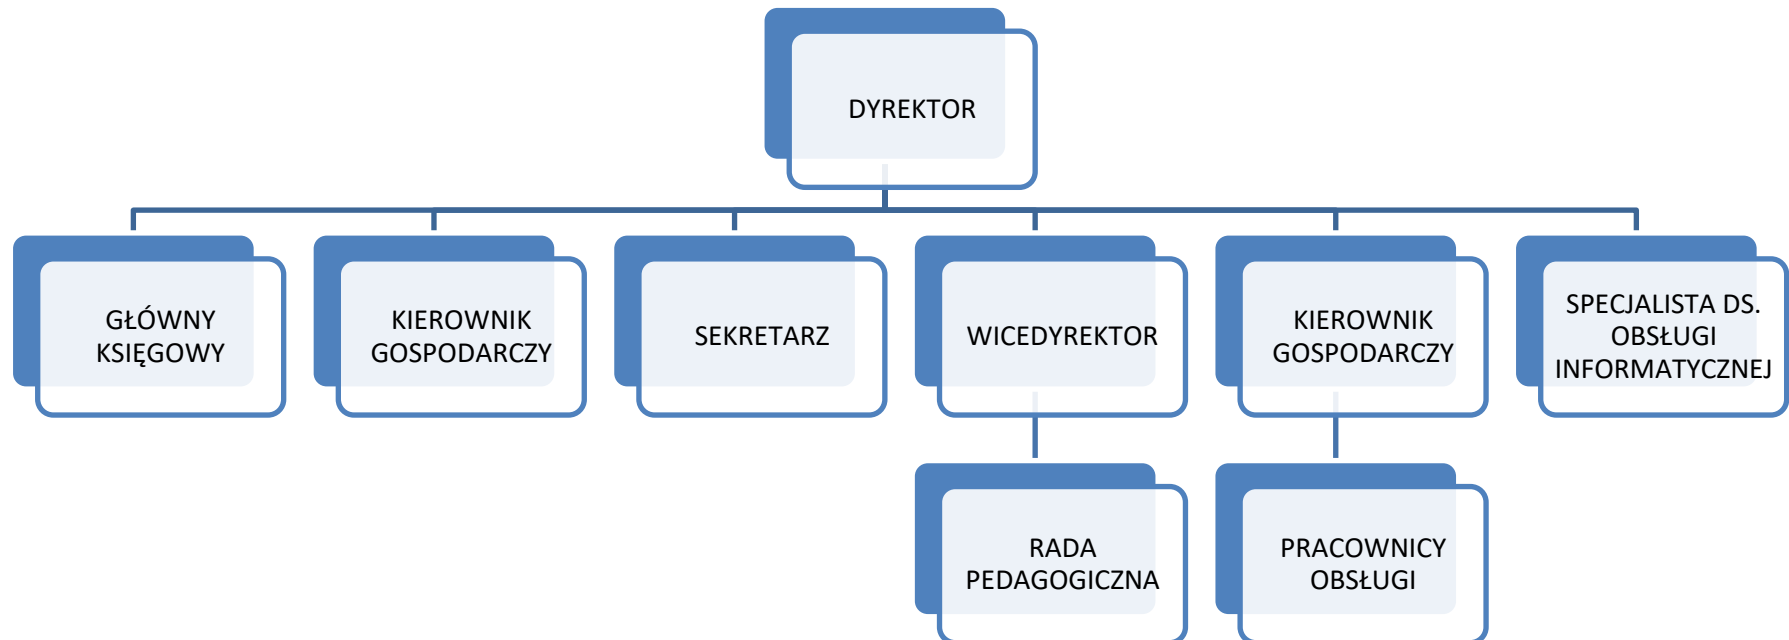 DYREKTOR
GŁÓWNY
KSIĘGOWY
KIEROWNIK
GOSPODARCZY
SEKRETARZ
WICEDYREKTOR
KIEROWNIK
GOSPODARCZY
SPECJALISTA DS.
OBSŁUGI
INFORMATYCZNEJ
RADA
PEDAGOGICZNA
PRACOWNICY
OBSŁUGI